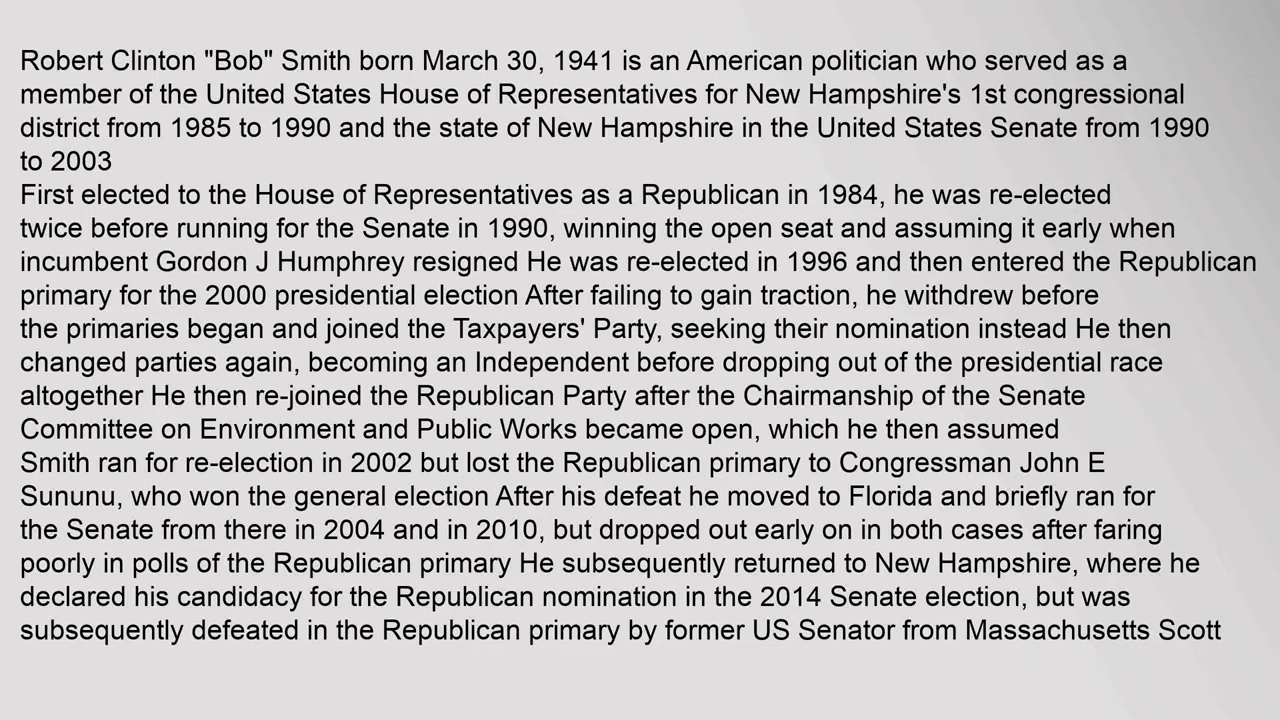 Robert Clinton "Bob" Smith born March 30, 1941 is an American politician who served as a
member of the United States House of Representatives for New Hampshire's 1st congressional
district from 1985 to 1990 and the state of New Hampshire in the United States Senate from 1990
to 2003
First elected to the House of Representatives as a Republican in 1984, he was re-elected
twice before running for the Senate in 1990, winning the open seat and assuming it early when
incumbent Gordon J Humphrey resigned He was re-elected in 1996 and then entered the Republican
primary for the 2000 presidential election After failing to gain traction, he withdrew before
the primaries began and joined the Taxpayers' Party, seeking their nomination instead He then
changed parties again, becoming an Independent before dropping out of the presidential race
altogether He then re-joined the Republican Party after the Chairmanship of the Senate
Committee on Environment and Public Works became open, which he then assumed
Smith ran for re-election in 2002 but lost the Republican primary to Congressman John E
Sununu, who won the general election After his defeat he moved to Florida and briefly ran for
the Senate from there in 2004 and in 2010, but dropped out early on in both cases after faring
poorly in polls of the Republican primary He subsequently returned to New Hampshire, where he
declared his candidacy for the Republican nomination in the 2014 Senate election, but was
subsequently defeated in the Republican primary by former US Senator from Massachusetts Scott